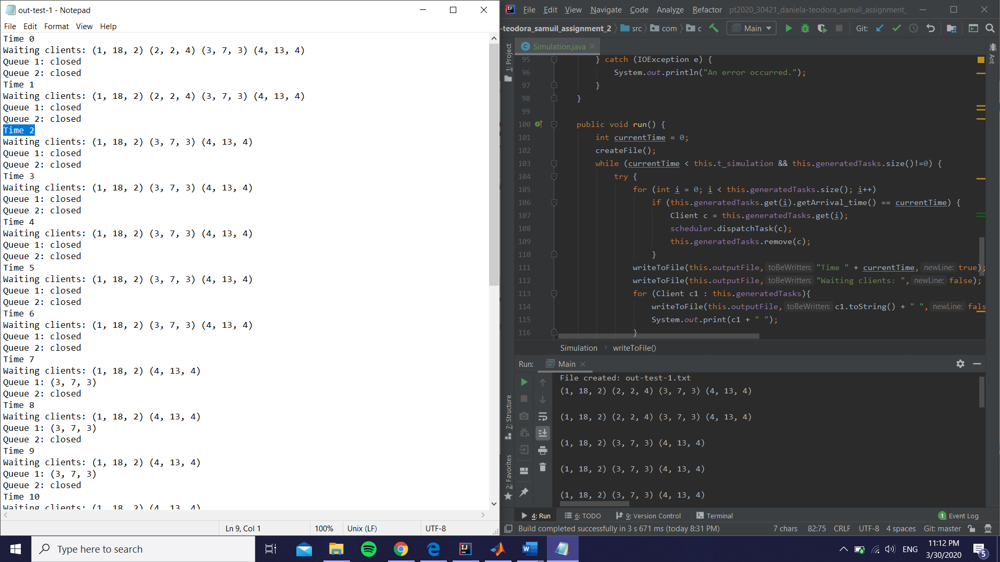 out-test-1 - Notepad
File Edit Format View Help
Time 0
Waiting clients: (1, 18, 2) (2, 2, 4) (3, 7, 3) (4, 13, 4)
Queue 1: closed
Queue 2: closed
Time 1
Waiting clients: (1, 18, 2) (2, 2, 4) (3, 7, 3) (4, 13, 4)
Queue 1: closed
Queue 2: closed
Time 2
Waiting clients: (1, 18, 2) (3, 7, 3) (4, 13, 4)
Queue 1: closed
Queue 2: closed
Time 3
Waiting clients: (1, 18, 2) (3, 7, 3) (4, 13, 4)
Queue 1: closed
Queue 2: closed
Time 4
Waiting clients: (1, 18, 2) (3, 7, 3) (4, 13, 4)
Queue 1: closed
Queue 2: closed
Time 5
Waiting clients: (1, 18, 2) (3, 7, 3) (4, 13, 4)
Queue 1: closed
Queue 2: closed
Time 6
Waiting clients: (1, 18, 2) (3, 7, 3) (4, 13, 4)
Queue 1: closed
Queue 2: closed
Time 7
Waiting clients: (1, 18, 2) (4, 13, 4)
Queue 1: (3, 7, 3)
Queue 2: closed
Time 8
Waiting clients: (1, 18, 2) (4, 13, 4)
Queue 1: (3, 7, 3)
Queue 2: closed
Time 9
Waiting clients: (1, 18, 2) (4, 13, 4)
Queue 1: (3, 7, 3)
Queue 2: closed
Time 10
Waiting clients: (1, 18, 2) (4, 13, 4)
Ln 9, Col 1 100% Unix (LF) UTF-8
File Edit View Navigate Code Analyze Refactor pt2020_30421_daniela-teodora_samuil_assignment_
-teodora_samuil_assignment_2 src com c Main Git:
1: Project
Simulation.java
Ant
95 } catch (IOException e) {
96 System.out.println("An error occurred.");
97 }
98 }
99
100 public void run() {
101 int currentTime = 0;
102 createFile();
103 while (currentTime < this.t_simulation && this.generatedTasks.size()!=0) {
104 try {
105 for (int i = 0; i < this.generatedTasks.size(); i++)
106 if (this.generatedTasks.get(i).getArrival_time() == currentTime) {
107 Client c = this.generatedTasks.get(i);
108 scheduler.dispatchTask(c);
109 this.generatedTasks.remove(c);
110 }
111 writeToFile(this.outputFile, toBeWritten: "Time " + currentTime, newLine: true);
112 writeToFile(this.outputFile, toBeWritten: "Waiting clients: ", newLine: false);
113 for (Client c1 : this.generatedTasks){
114 writeToFile(this.outputFile, toBeWritten: c1.toString() + " ", newLine: fals
115 System.out.print(c1 + " ");
116 }
Simulation writeToFile()
Run: Main
7: Structure
2: Favorites
File created: out-test-1.txt
(1, 18, 2) (2, 2, 4) (3, 7, 3) (4, 13, 4)
(1, 18, 2) (2, 2, 4) (3, 7, 3) (4, 13, 4)
(1, 18, 2) (3, 7, 3) (4, 13, 4)
(1, 18, 2) (3, 7, 3) (4, 13, 4)
(1, 18, 2) (3, 7, 3) (4, 13, 4)
4: Run 6: TODO 9: Version Control Terminal 1 Event Log
Build completed successfully in 3 s 671 ms (today 8:31 PM) 7 chars 82:75 CRLF UTF-8 4 spaces Git: master
Type here to search
ENG
11:12 PM
3/30/2020
5